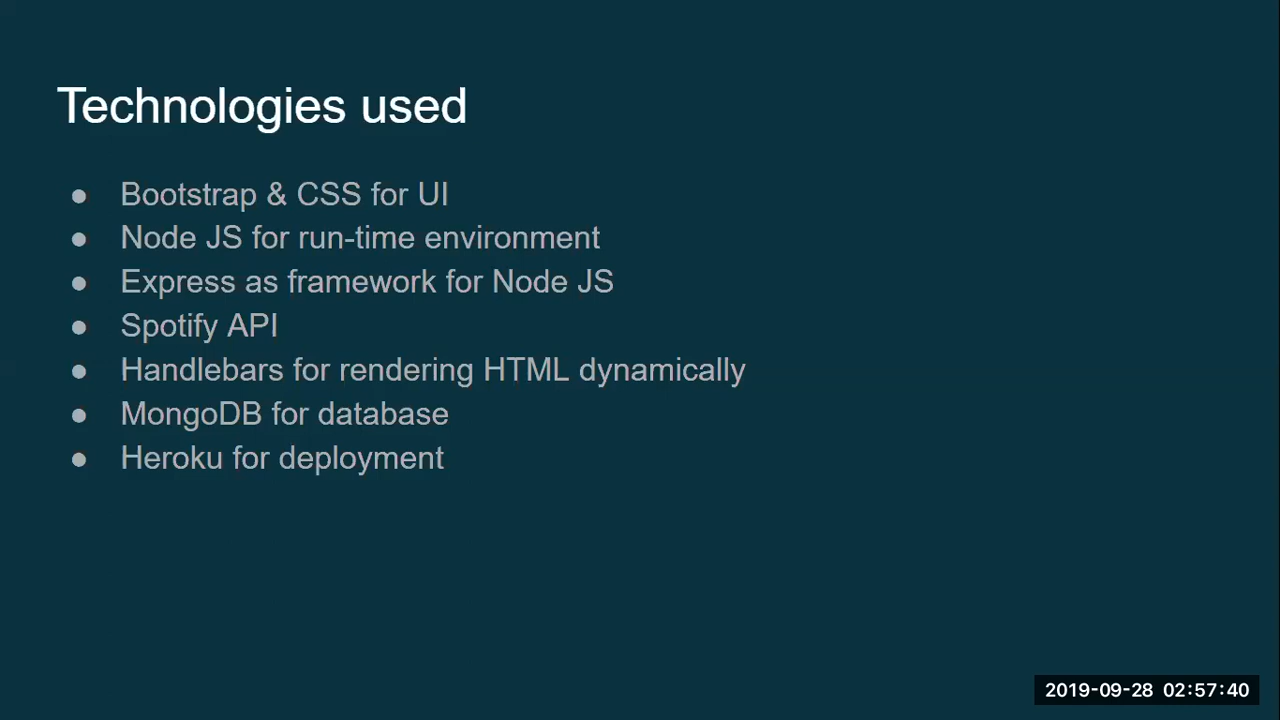 Technologies used
● Bootstrap & CSS for UI
● Node JS for run-time environment
● Express as framework for Node JS
● Spotify API
● Handlebars for rendering HTML dynamically
● MongoDB for database
● Heroku for deployment
2019-09-28 02:57:40